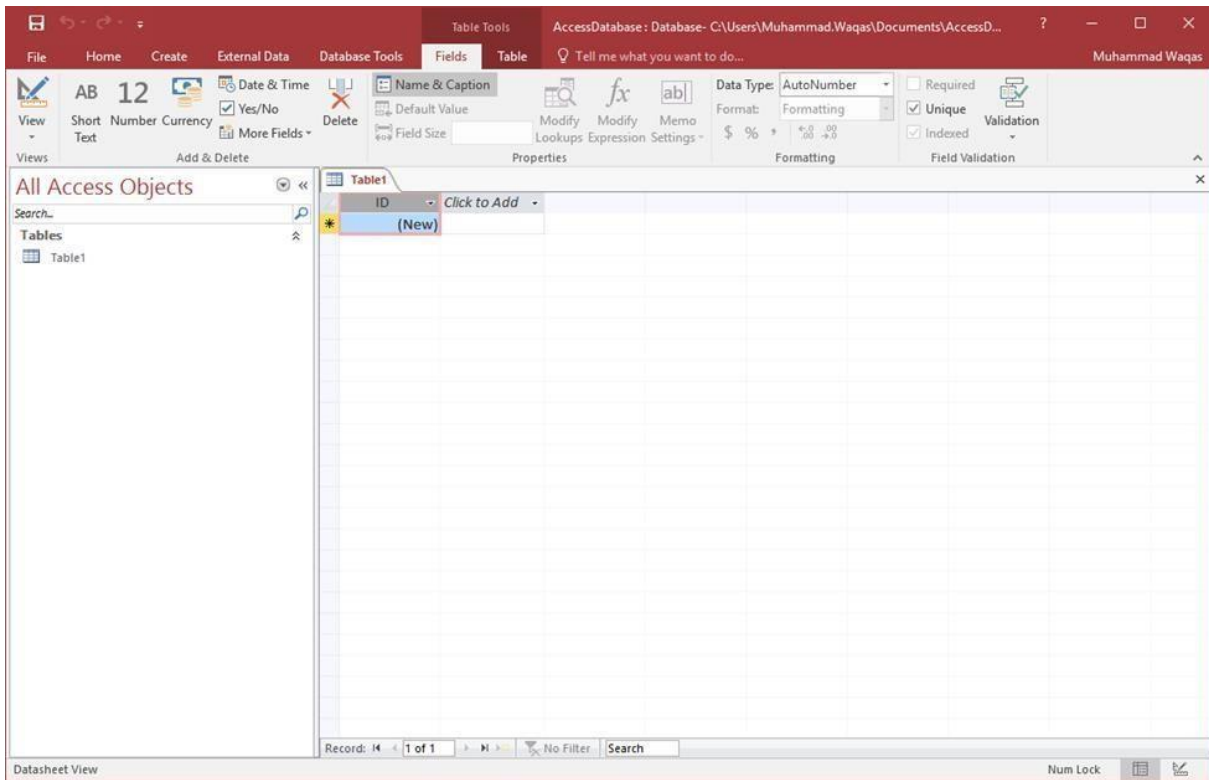 Table Tools AccessDatabase : Database- C:\Users\Muhammad.Waqas\Documents\AccessD... ?
File Home Create External Data Database Tools Fields Table Tell me what you want to do... Muhammad Waqas
View
AB
Short Text
12
Number
Currency
Date & Time
Yes/No
More Fields
Delete
Name & Caption
Default Value
Field Size
Modify Lookups
fx
Modify Expression
ab
Memo Settings
Data Type: AutoNumber
Format: Formatting
$ % ,
Required
Unique
Indexed
Validation
Views Add & Delete Properties Formatting Field Validation
All Access Objects
Search...
Tables
Table1
Table1
ID Click to Add
(New)
Record: 1 of 1 No Filter Search
Datasheet View Num Lock